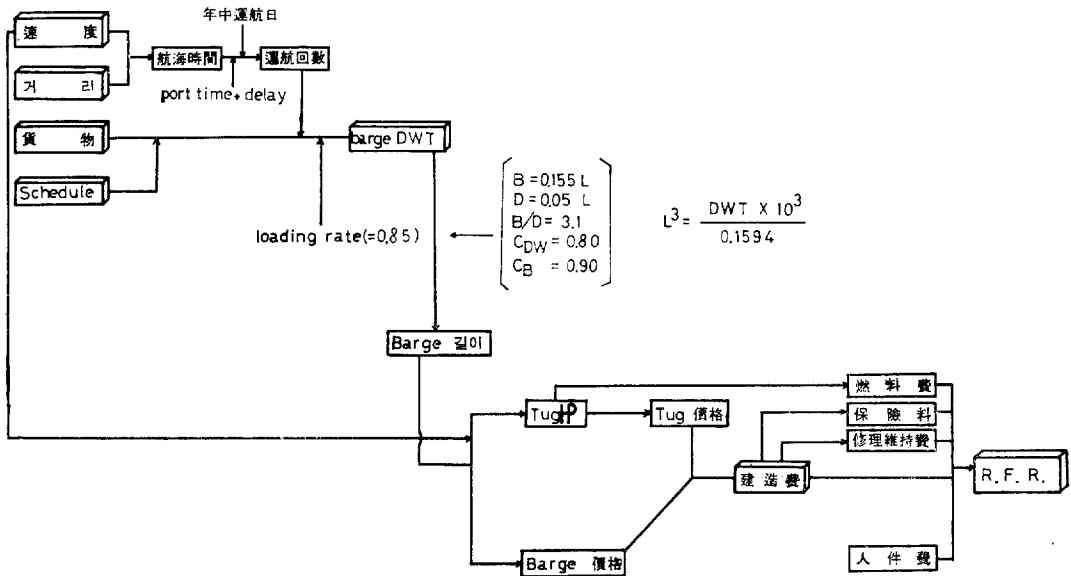 年中運航日
速度
航海時間
運航回數
거리
port time+delay
貨物
barge DWT
Schedule
loading rate(=0.85)
B =0.155 L
D =0.05 L
B/D= 3.1
C_DW = 0.80
C_B = 0.90
L³ = DWT X 10³
0.1594
Barge 길이
燃料費
Tug HP
Tug 價格
保險料
修理維持費
建造費
R.F.R.
Barge 價格
人件費